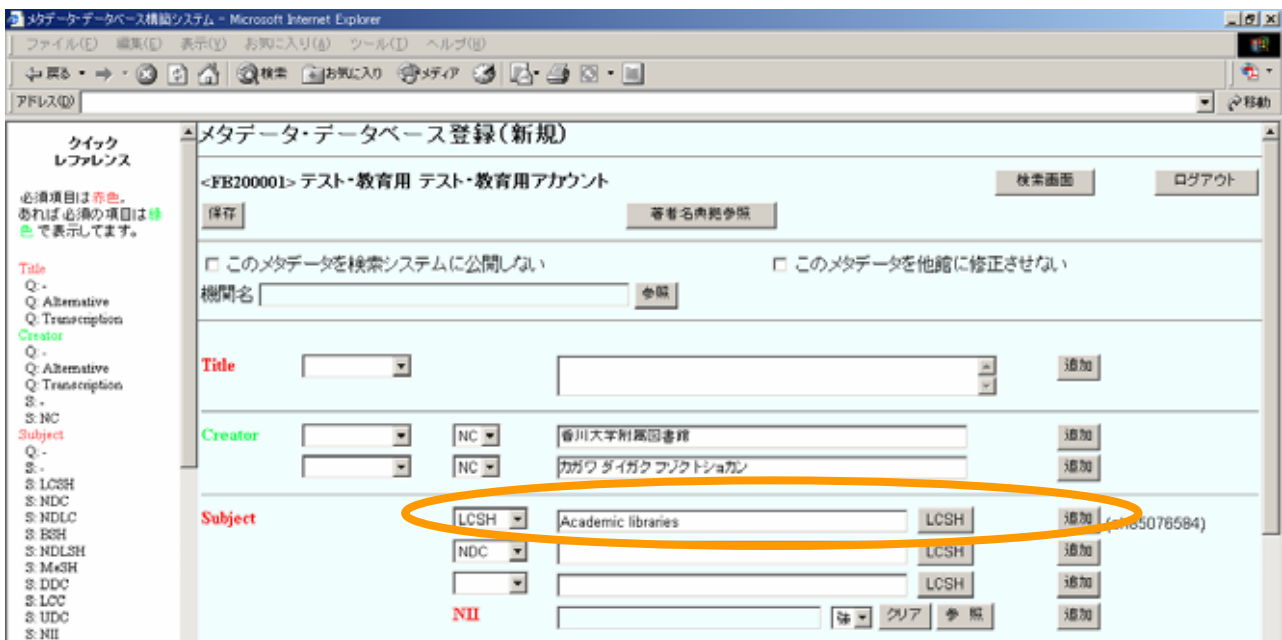 メタデータ・データベース構築システム - Microsoft Internet Explorer
ファイル(F) 編集(E) 表示(V) お気に入り(A) ツール(T) ヘルプ(H)
戻る 検索 お気に入り メディア
アドレス(D) 移動
クイック
レファレンス
必須項目は赤色。
あれば必須の項目は緑
色で表示してます。
Title
Q: -
Q: Alternative
Q: Transcription
Creator
Q: -
Q: Alternative
Q: Transcription
S: -
S: NC
Subject
Q: -
S: -
S: LCSH
S: NDC
S: NDLC
S: BSH
S: NDLSH
S: MeSH
S: DDC
S: LCC
S: UDC
S: NII
メタデータ・データベース登録(新規)
<FB200001> テスト・教育用 テスト・教育用アカウント 検索画面 ログアウト
保存 著者名典拠参照
このメタデータを検索システムに公開しない このメタデータを他館に修正させない
機関名 参照
Title 追加
Creator NC 香川大学附属図書館 追加
NC カガワ ダイガク フゾク トショカン 追加
Subject LCSH Academic libraries LCSH 追加 (sh85076584)
NDC LCSH 追加
LCSH 追加
NII 強 クリア 参照 追加